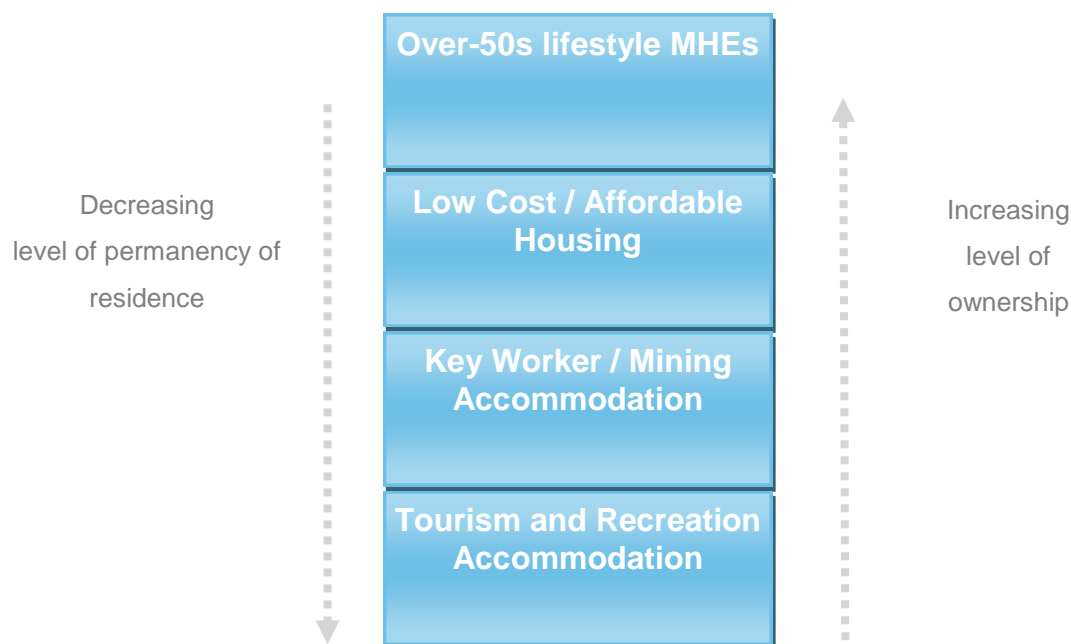 Over-50s lifestyle MHEs
Decreasing
level of permanency of
residence
Low Cost / Affordable
Housing
Increasing
level of
ownership
Key Worker / Mining
Accommodation
Tourism and Recreation
Accommodation